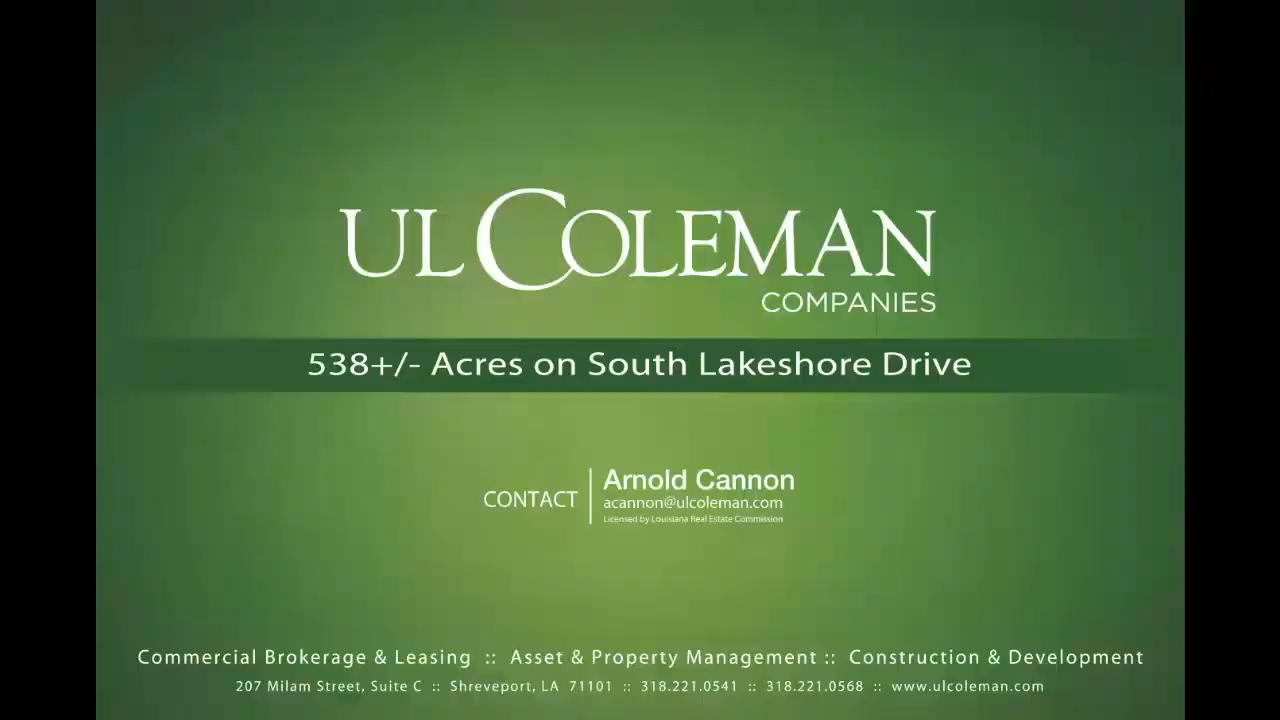 UL COLEMAN
COMPANIES
538+/- Acres on South Lakeshore Drive
CONTACT
Arnold Cannon
acannon@ulcoleman.com
Licensed by Louisiana Real Estate Commission
Commercial Brokerage & Leasing :: Asset & Property Management :: Construction & Development
207 Milam Street, Suite C :: Shreveport, LA 71101 :: 318.221.0541 :: 318.221.0568 :: www.ulcoleman.com